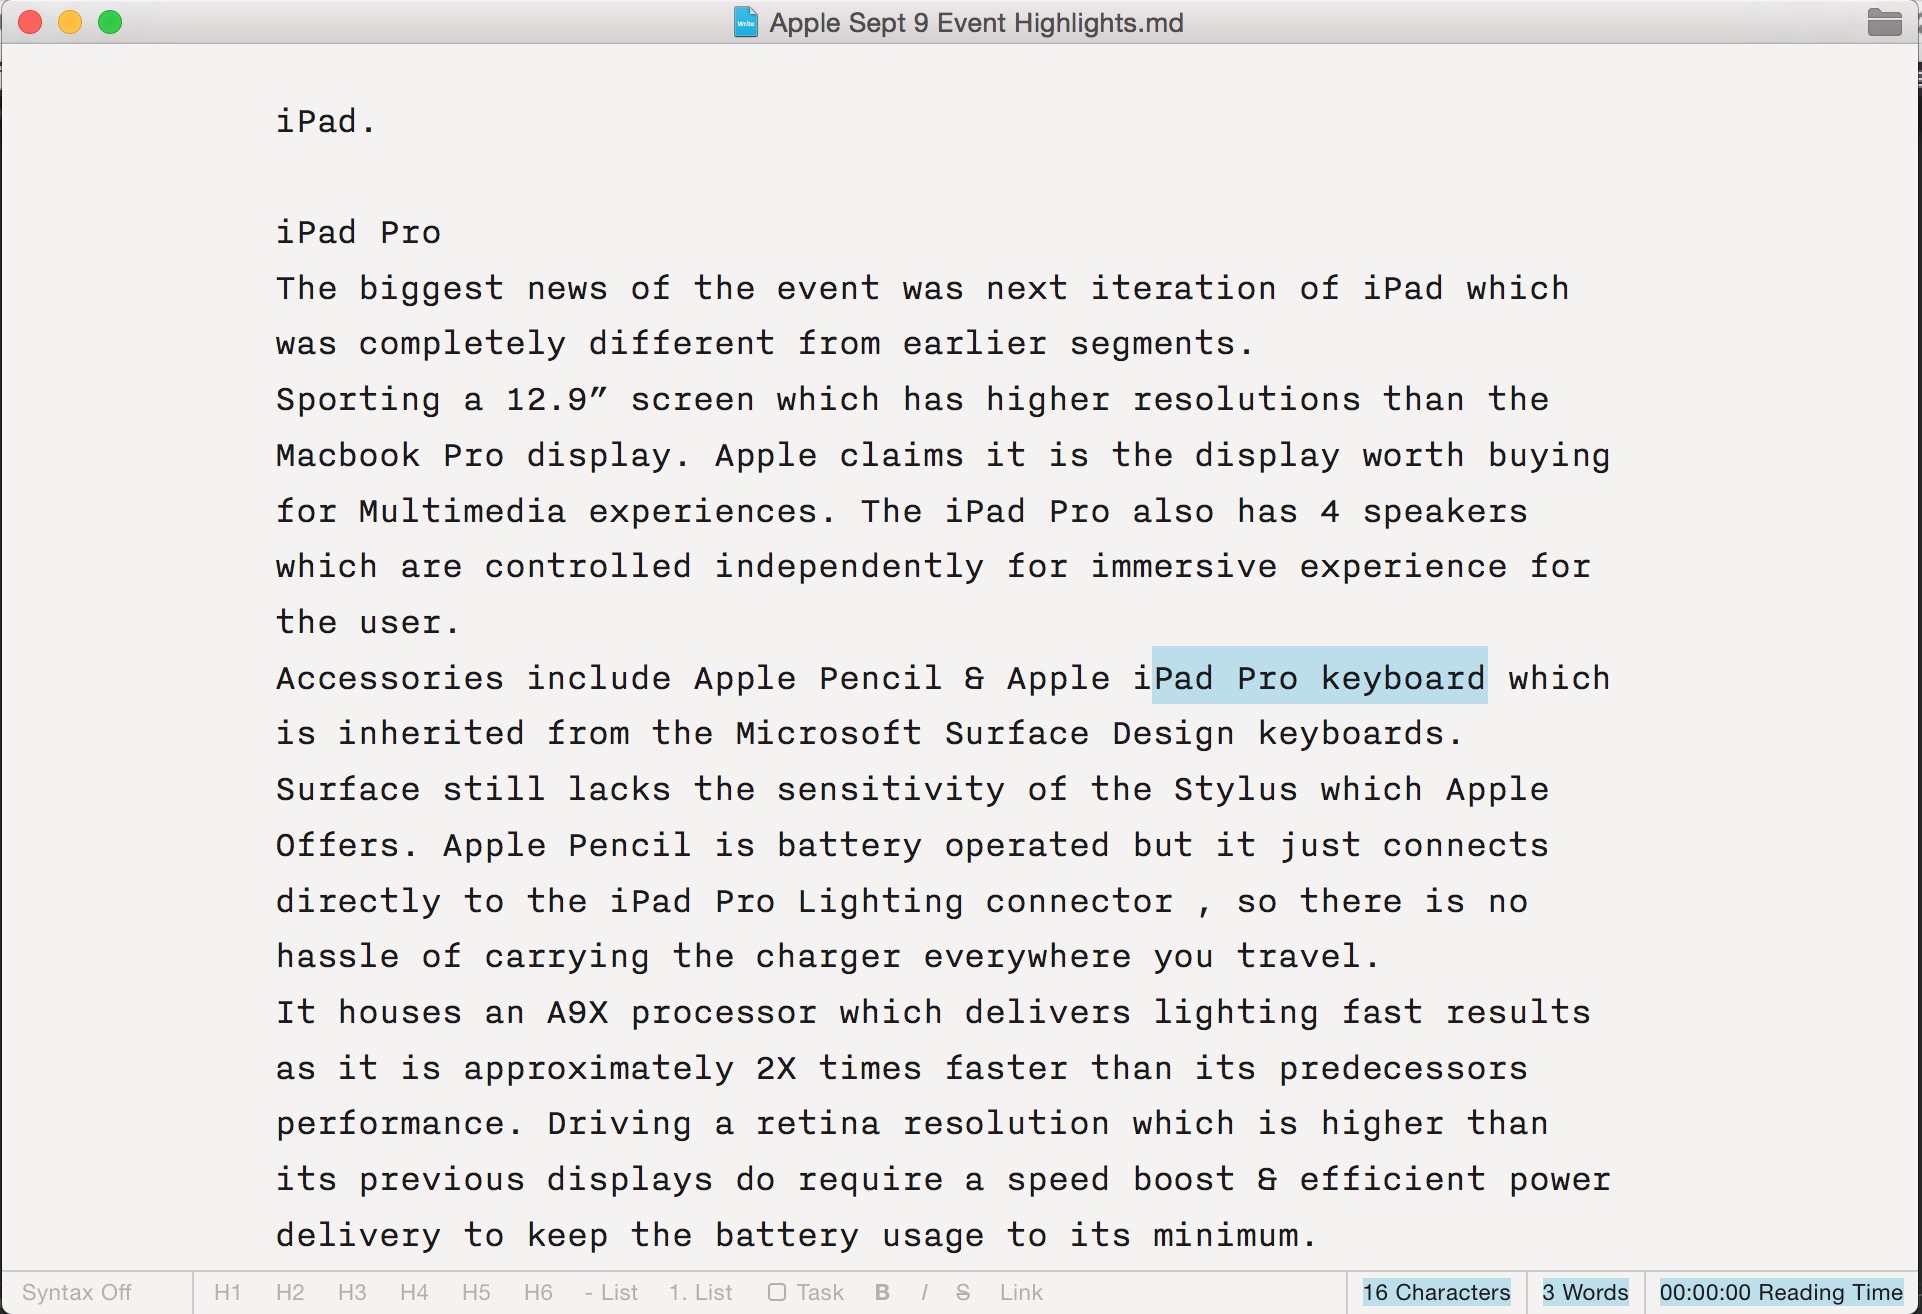 write
Apple Sept 9 Event Highlights.md
iPad.
iPad Pro
The biggest news of the event was next iteration of iPad which
was completely different from earlier segments.
Sporting a 12.9” screen which has higher resolutions than the
Macbook Pro display. Apple claims it is the display worth buying
for Multimedia experiences. The iPad Pro also has 4 speakers
which are controlled independently for immersive experience for
the user.
Accessories include Apple Pencil & Apple iPad Pro keyboard which
is inherited from the Microsoft Surface Design keyboards.
Surface still lacks the sensitivity of the Stylus which Apple
Offers. Apple Pencil is battery operated but it just connects
directly to the iPad Pro Lighting connector , so there is no
hassle of carrying the charger everywhere you travel.
It houses an A9X processor which delivers lighting fast results
as it is approximately 2X times faster than its predecessors
performance. Driving a retina resolution which is higher than
its previous displays do require a speed boost & efficient power
delivery to keep the battery usage to its minimum.
Syntax Off H1 H2 H3 H4 H5 H6 - List 1. List Task B I S Link 16 Characters 3 Words 00:00:00 Reading Time